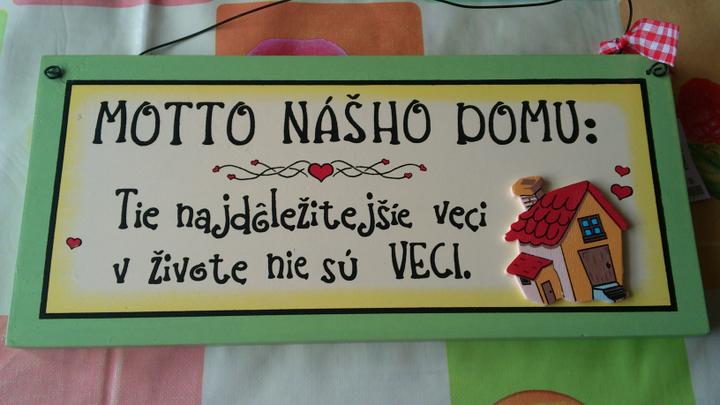 MOTTO NÁŠHO DOMU:
Tie najdôležitejšie veci
v živote nie sú VECI.